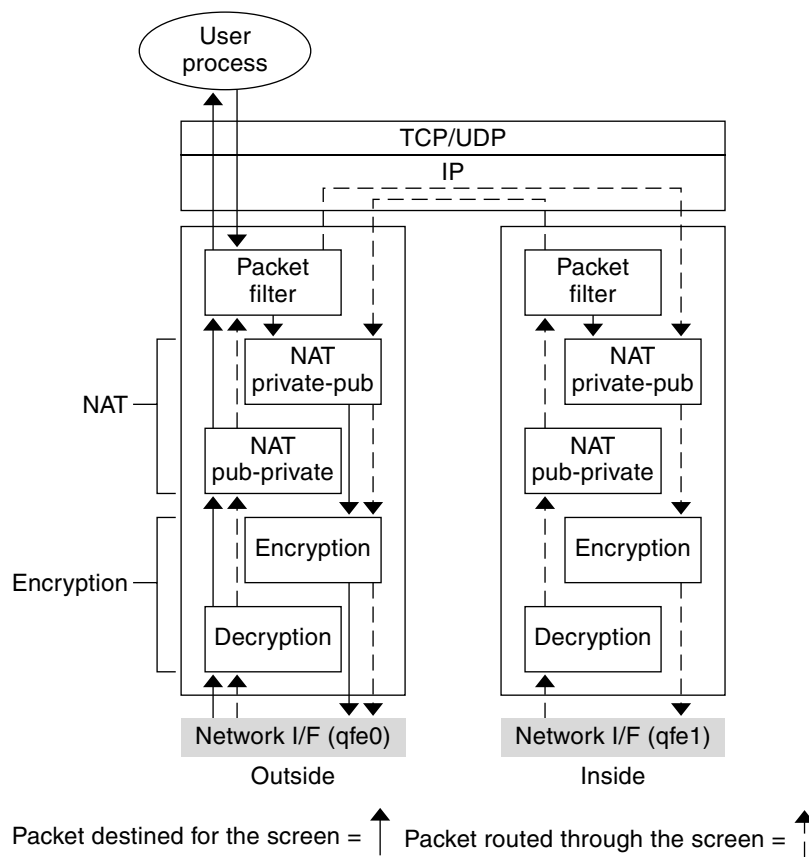 User
process
TCP/UDP
IP
Packet
filter
NAT
private-pub
NAT
pub-private
Encryption
Decryption
Network I/F (qfe0)
Outside
Packet
filter
NAT
private-pub
NAT
pub-private
Encryption
Decryption
Network I/F (qfe1)
Inside
NAT
Encryption
Packet destined for the screen =
Packet routed through the screen =